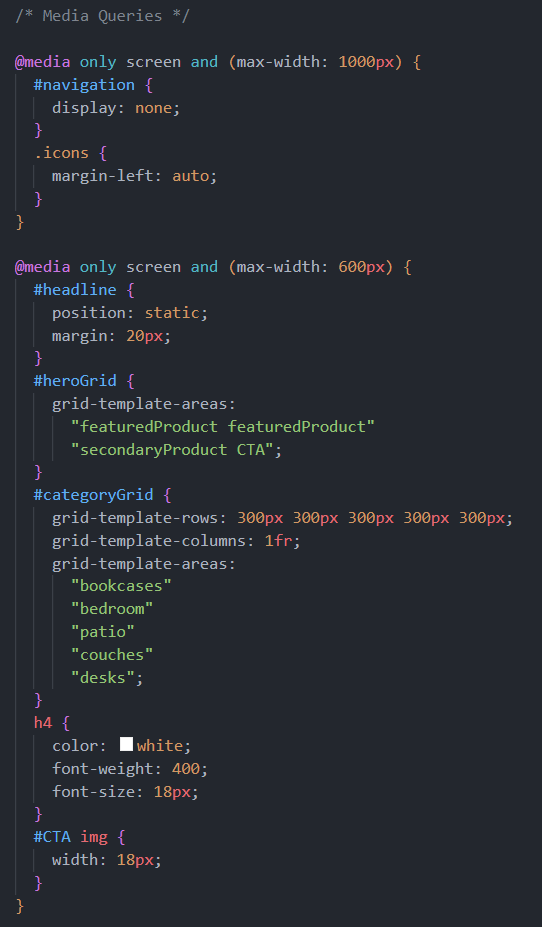 /* Media Queries */

@media only screen and (max-width: 1000px) {
  #navigation {
    display: none;
  }
  .icons {
    margin-left: auto;
  }
}

@media only screen and (max-width: 600px) {
  #headline {
    position: static;
    margin: 20px;
  }
  #heroGrid {
    grid-template-areas:
      "featuredProduct featuredProduct"
      "secondaryProduct CTA";
  }
  #categoryGrid {
    grid-template-rows: 300px 300px 300px 300px 300px;
    grid-template-columns: 1fr;
    grid-template-areas:
      "bookcases"
      "bedroom"
      "patio"
      "couches"
      "desks";
  }
  h4 {
    color: white;
    font-weight: 400;
    font-size: 18px;
  }
  #CTA img {
    width: 18px;
  }
}